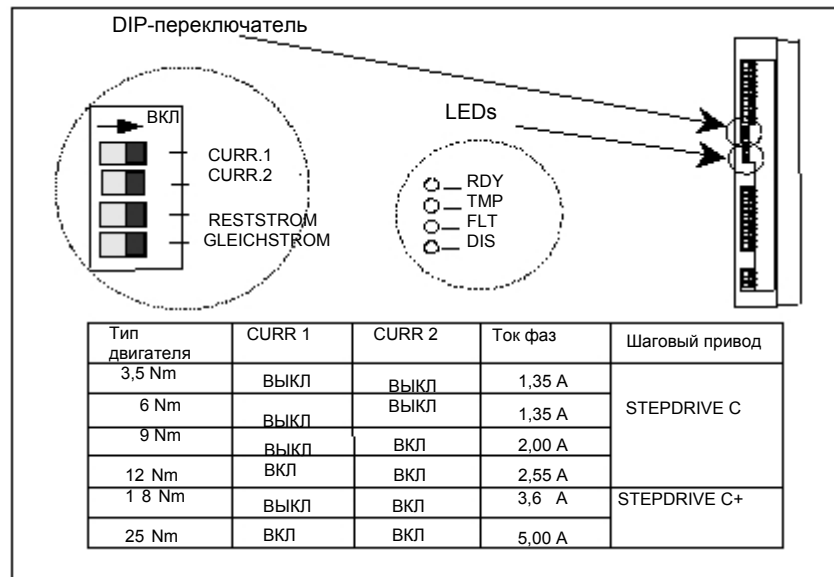 DIP-переключатель
ВКЛ
CURR.1
CURR.2
RESTSTROM
GLEICHSTROM
LEDs
RDY
TMP
FLT
DIS
Тип двигателя CURR 1 CURR 2 Ток фаз Шаговый привод
3,5 Nm ВЫКЛ ВЫКЛ 1,35 A STEPDRIVE C
6 Nm ВЫКЛ ВЫКЛ 1,35 A
9 Nm ВЫКЛ ВКЛ 2,00 A
12 Nm ВКЛ ВКЛ 2,55 A
1 8 Nm ВЫКЛ ВКЛ 3,6 A STEPDRIVE C+
25 Nm ВКЛ ВКЛ 5,00 A